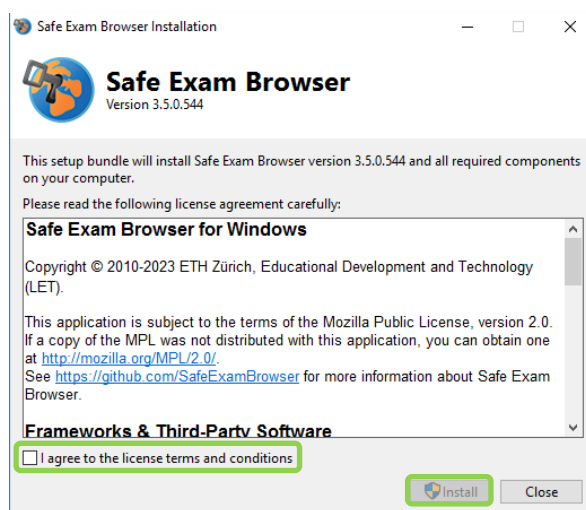 Safe Exam Browser Installation
Safe Exam Browser
Version 3.5.0.544
This setup bundle will install Safe Exam Browser version 3.5.0.544 and all required components
on your computer.
Please read the following license agreement carefully:
Safe Exam Browser for Windows
Copyright © 2010-2023 ETH Zürich, Educational Development and Technology
(LET).
This application is subject to the terms of the Mozilla Public License, version 2.0.
If a copy of the MPL was not distributed with this application, you can obtain one
at http://mozilla.org/MPL/2.0/.
See https://github.com/SafeExamBrowser for more information about Safe Exam
Browser.
Frameworks & Third-Party Software
I agree to the license terms and conditions
Install
Close